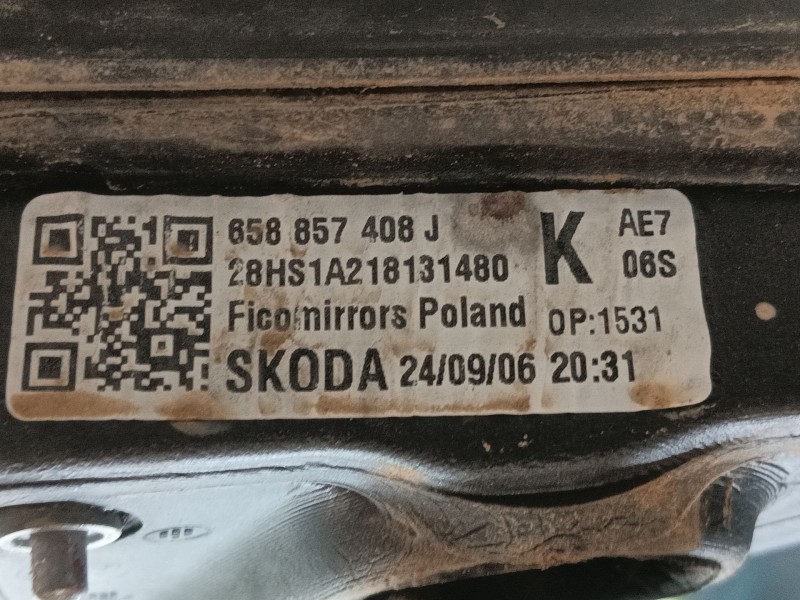 658 857 408 J K AE7
28HS1A218131480 06S
Ficomirrors Poland OP:1531
SKODA 24/09/06 20:31